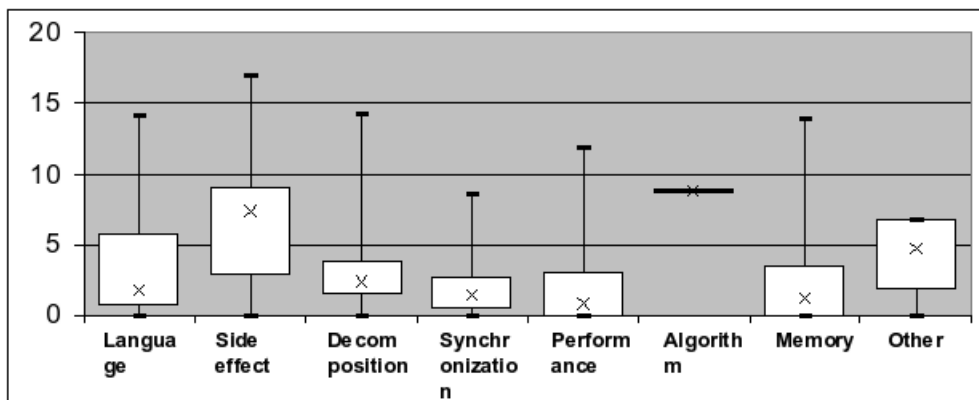 20
15
10
5
0
Langua
ge
Side
effect
Decom
position
Synchr
onizatio
n
Perform
ance
Algorith
m
Memory
Other